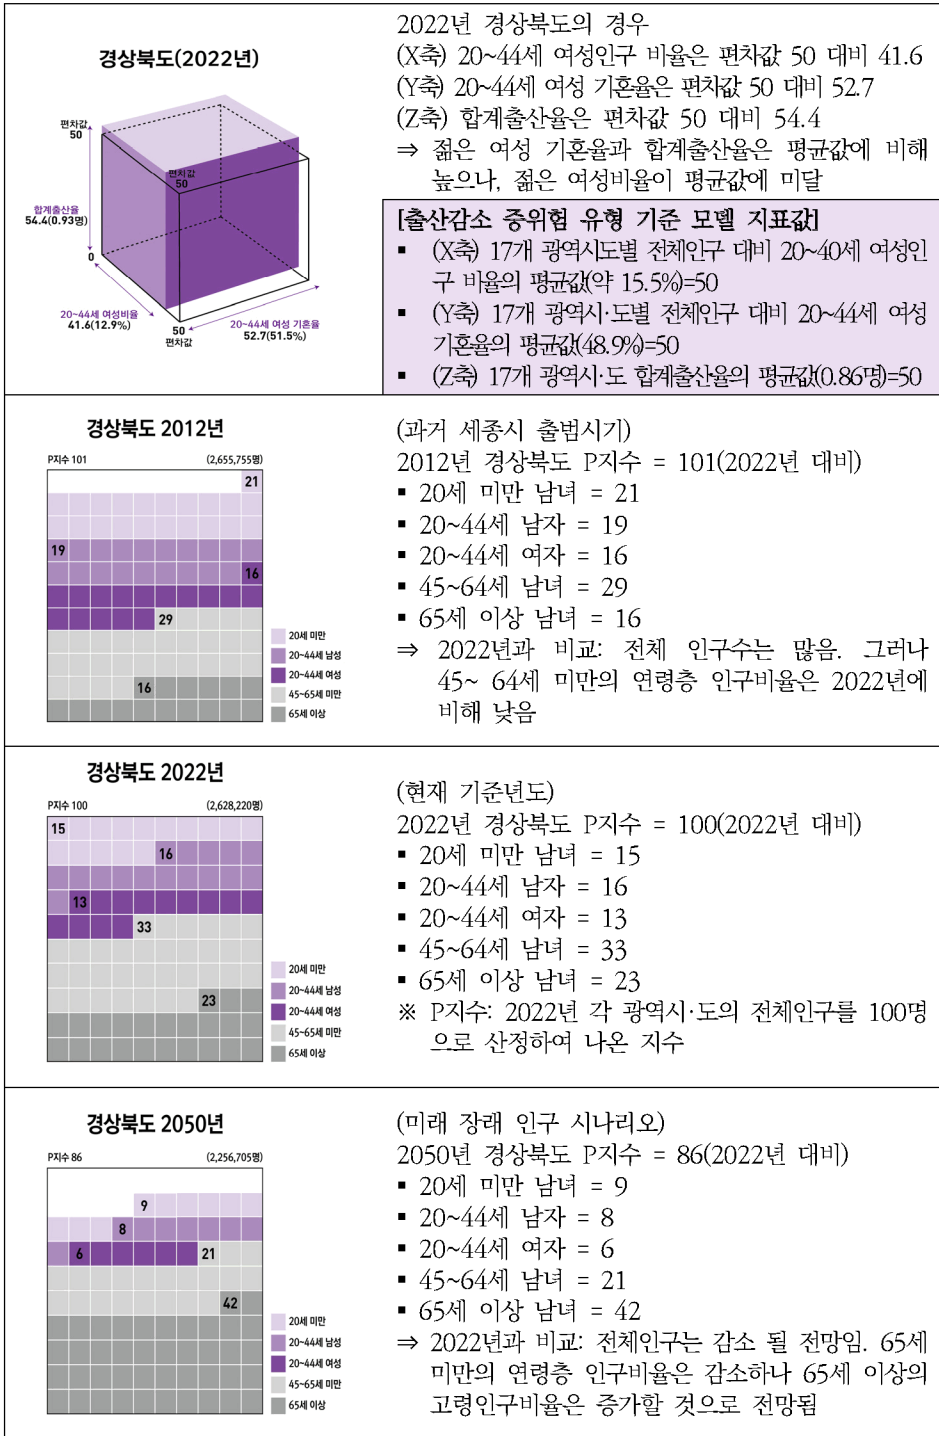 경상북도(2022년)
편차값
50
편차값
50
합계출산율
54.4(0.93명)
0
20~44세 여성비율
41.6(12.9%)
50
편차값
20~44세 여성 기혼율
52.7(51.5%)
2022년 경상북도의 경우
(X축) 20~44세 여성인구 비율은 편차값 50 대비 41.6
(Y축) 20~44세 여성 기혼율은 편차값 50 대비 52.7
(Z축) 합계출산율은 편차값 50 대비 54.4
⇒ 젊은 여성 기혼율과 합계출산율은 평균값에 비해
높으나, 젊은 여성비율이 평균값에 미달
[출산감소 중위험 유형 기준 모델 지표값]
▪ (X축) 17개 광역시도별 전체인구 대비 20~40세 여성인
구 비율의 평균값(약 15.5%)=50
▪ (Y축) 17개 광역시·도별 전체인구 대비 20~44세 여성
기혼율의 평균값(48.9%)=50
▪ (Z축) 17개 광역시·도 합계출산율의 평균값(0.86명)=50
경상북도 2012년
P지수 101 (2,655,755명)
21
19
16
29
16
20세 미만
20~44세 남성
20~44세 여성
45~65세 미만
65세 이상
(과거 세종시 출범시기)
2012년 경상북도 P지수 = 101(2022년 대비)
▪ 20세 미만 남녀 = 21
▪ 20~44세 남자 = 19
▪ 20~44세 여자 = 16
▪ 45~64세 남녀 = 29
▪ 65세 이상 남녀 = 16
⇒ 2022년과 비교: 전체 인구수는 많음. 그러나
45~ 64세 미만의 연령층 인구비율은 2022년에
비해 낮음
경상북도 2022년
P지수 100 (2,628,220명)
15
16
13
33
23
20세 미만
20~44세 남성
20~44세 여성
45~65세 미만
65세 이상
(현재 기준년도)
2022년 경상북도 P지수 = 100(2022년 대비)
▪ 20세 미만 남녀 = 15
▪ 20~44세 남자 = 16
▪ 20~44세 여자 = 13
▪ 45~64세 남녀 = 33
▪ 65세 이상 남녀 = 23
※ P지수: 2022년 각 광역시·도의 전체인구를 100명
으로 산정하여 나온 지수
경상북도 2050년
P지수 86 (2,256,705명)
9
8
6
21
42
20세 미만
20~44세 남성
20~44세 여성
45~65세 미만
65세 이상
(미래 장래 인구 시나리오)
2050년 경상북도 P지수 = 86(2022년 대비)
▪ 20세 미만 남녀 = 9
▪ 20~44세 남자 = 8
▪ 20~44세 여자 = 6
▪ 45~64세 남녀 = 21
▪ 65세 이상 남녀 = 42
⇒ 2022년과 비교: 전체인구는 감소 될 전망임. 65세
미만의 연령층 인구비율은 감소하나 65세 이상의
고령인구비율은 증가할 것으로 전망됨